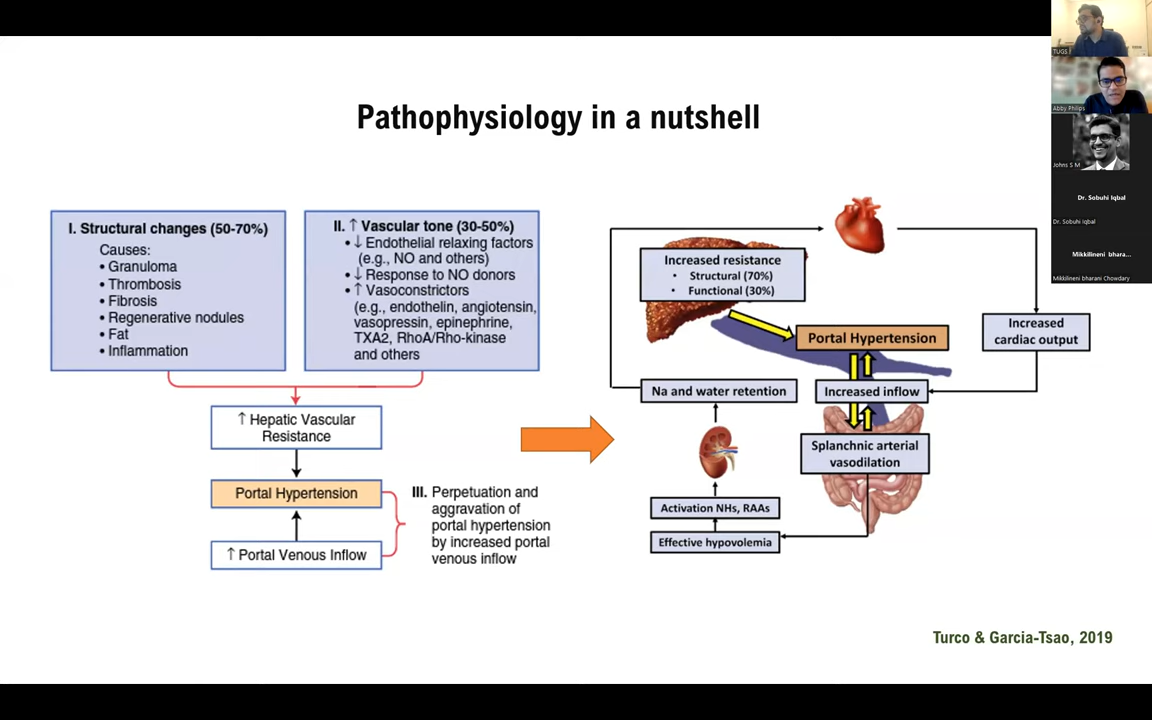 Pathophysiology in a nutshell
I. Structural changes (50-70%)
Causes:
• Granuloma
• Thrombosis
• Fibrosis
• Regenerative nodules
• Fat
• Inflammation
II. ↑ Vascular tone (30-50%)
• ↓ Endothelial relaxing factors
(e.g., NO and others)
• ↓ Response to NO donors
• ↑ Vasoconstrictors
(e.g., endothelin, angiotensin,
vasopressin, epinephrine,
TXA2, RhoA/Rho-kinase
and others
↑ Hepatic Vascular
Resistance
Portal Hypertension
↑ Portal Venous Inflow
III. Perpetuation and
aggravation of
portal hypertension
by increased portal
venous inflow
Increased resistance
• Structural (70%)
• Functional (30%)
Portal Hypertension
Increased
cardiac output
Na and water retention
Increased inflow
Splanchnic arterial
vasodilation
Activation NHs, RAAs
Effective hypovolemia
Turco & Garcia-Tsao, 2019
TUGS
Abby Philips
Johns S M
Dr. Sobuhi Iqbal
Dr. Sobuhi Iqbal
Mikkilineni bhara...
Mikkilineni bharani Chowdary